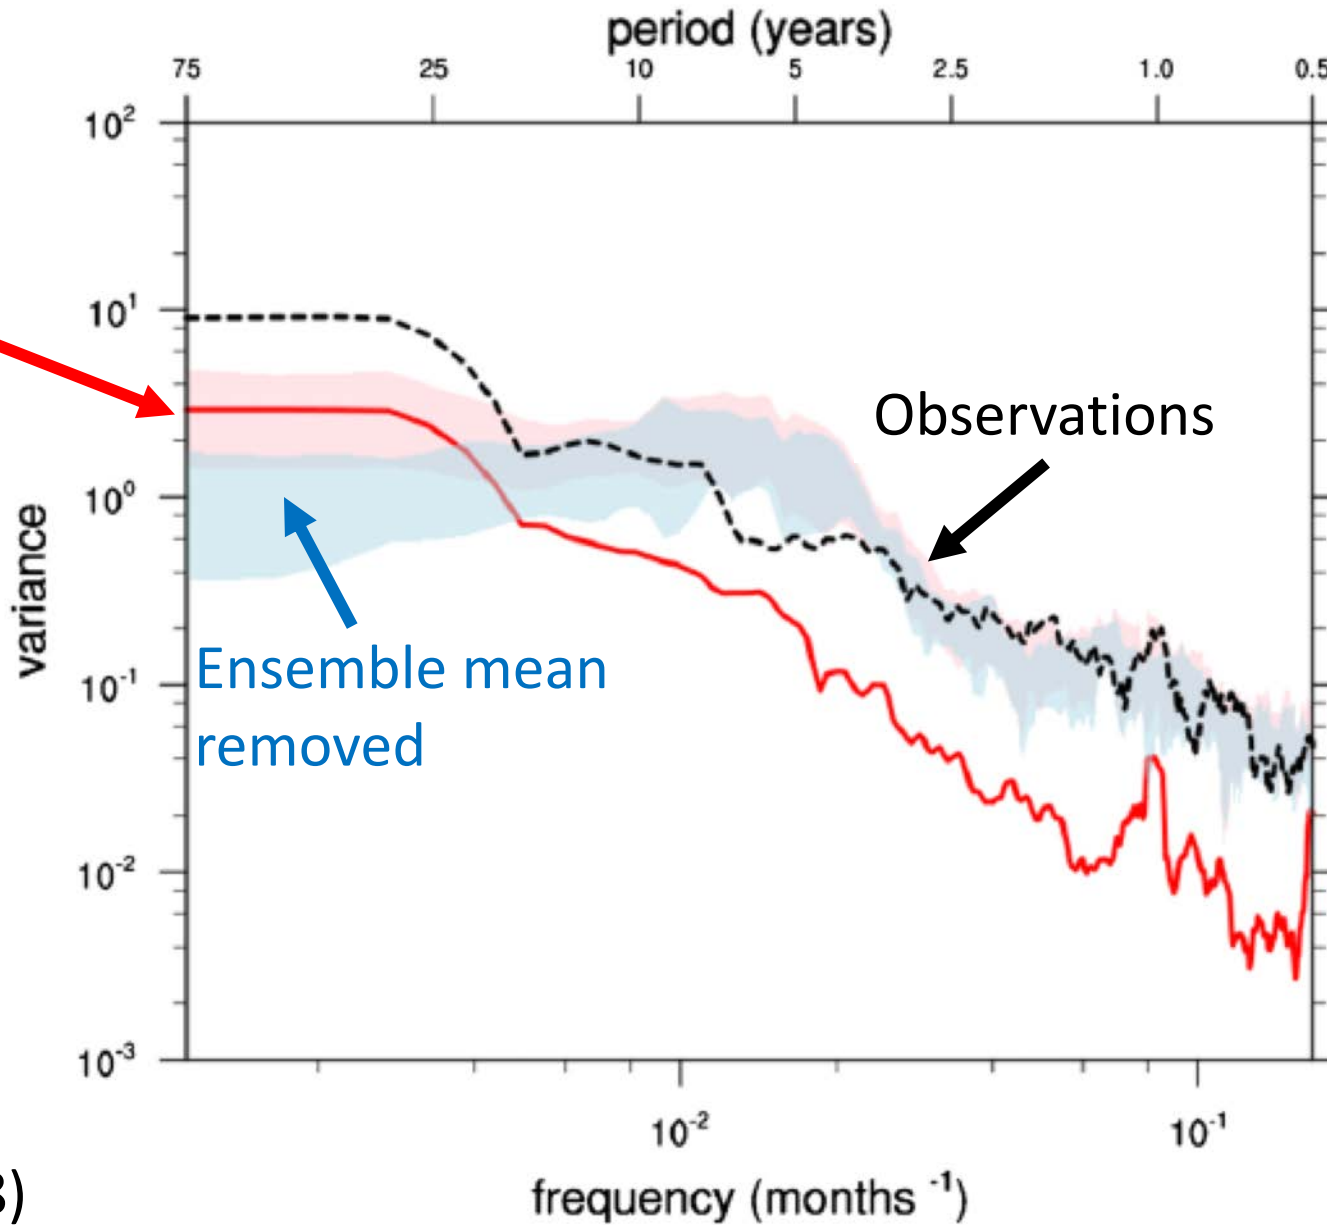 period (years)
75 25 10 5 2.5 1.0 0.5
10²
10¹
10⁰
10⁻¹
10⁻²
10⁻³
variance
Observations
Ensemble mean
removed
10⁻² 10⁻¹
frequency (months ⁻¹)
3)